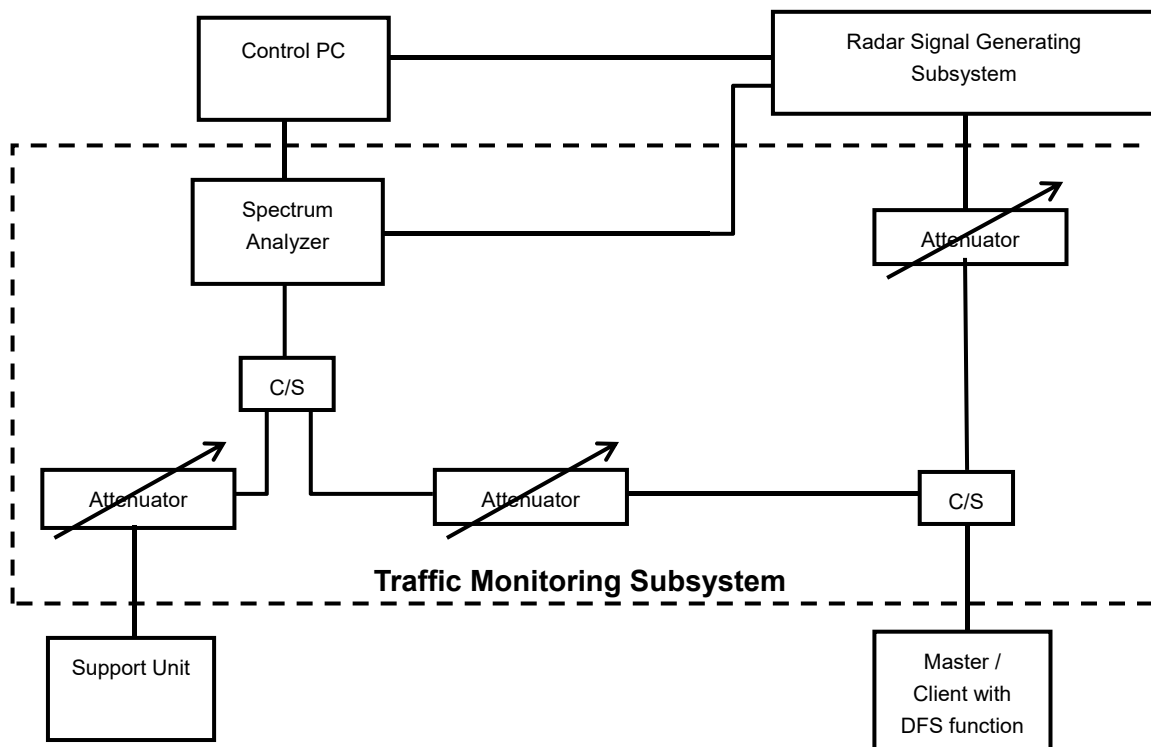 Control PC
Radar Signal Generating
Subsystem
Spectrum
Analyzer
Attenuator
C/S
Attenuator
Attenuator
C/S
Traffic Monitoring Subsystem
Support Unit
Master /
Client with
DFS function